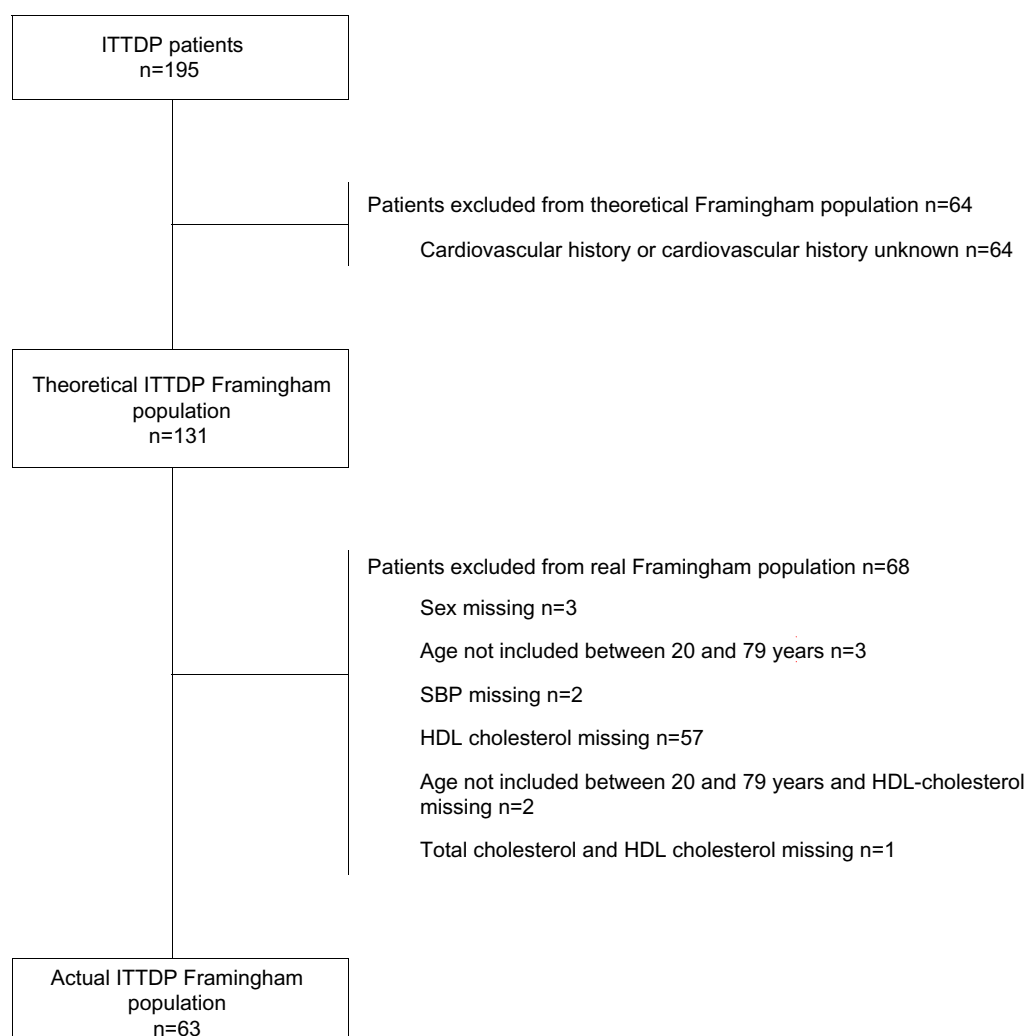 ITTDP patients
n=195
Patients excluded from theoretical Framingham population n=64
Cardiovascular history or cardiovascular history unknown n=64
Theoretical ITTDP Framingham
population
n=131
Patients excluded from real Framingham population n=68
Sex missing n=3
Age not included between 20 and 79 years n=3
SBP missing n=2
HDL cholesterol missing n=57
Age not included between 20 and 79 years and HDL-cholesterol
missing n=2
Total cholesterol and HDL cholesterol missing n=1
Actual ITTDP Framingham
population
n=63